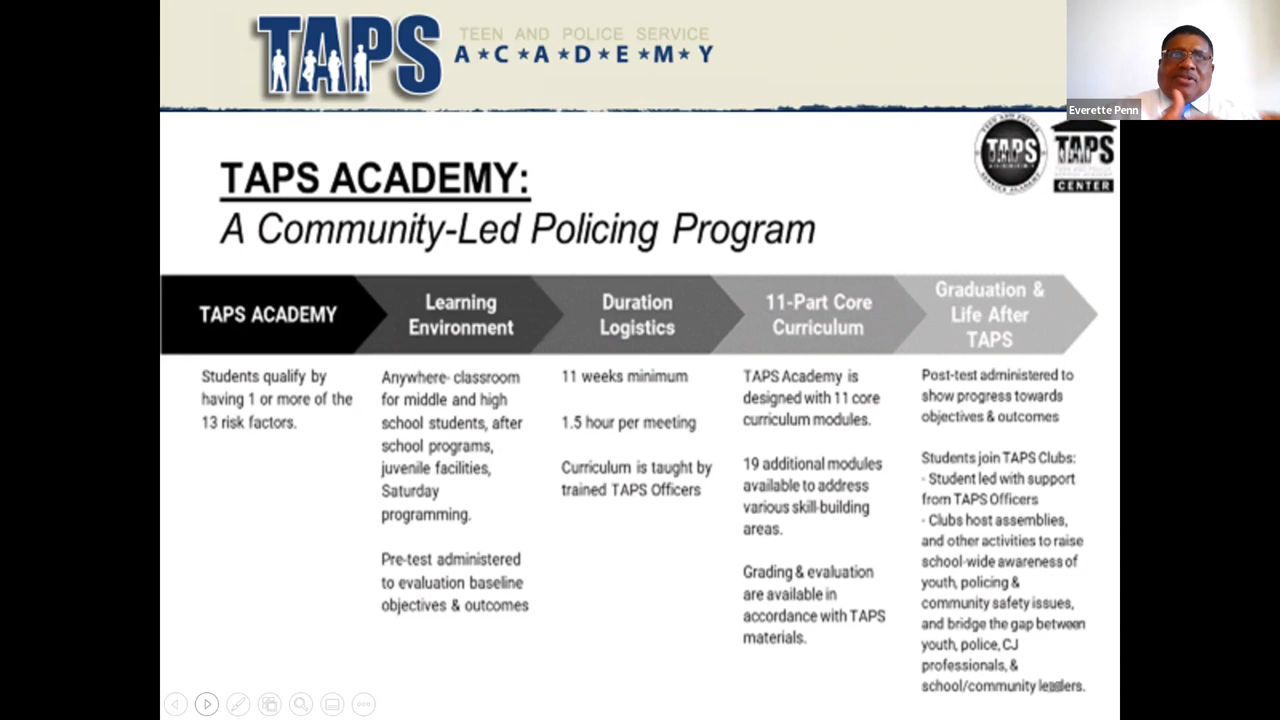 TAPS
TEEN AND POLICE SERVICE
A★C★A★D★E★M★Y
Everette Penn
TAPS
TAPS
CENTER
TAPS ACADEMY:
A Community-Led Policing Program
TAPS ACADEMY
Students qualify by
having 1 or more of the
13 risk factors.
Learning
Environment
Anywhere- classroom
for middle and high
school students, after
school programs,
juvenile facilities,
Saturday
programming.
Pre-test administered
to evaluation baseline
objectives & outcomes
Duration
Logistics
11 weeks minimum
1.5 hour per meeting
Curriculum is taught by
trained TAPS Officers
11-Part Core
Curriculum
TAPS Academy is
designed with 11 core
curriculum modules.
19 additional modules
available to address
various skill-building
areas.
Grading & evaluation
are available in
accordance with TAPS
materials.
Graduation &
Life After
TAPS
Post-test administered to
show progress towards
objectives & outcomes
Students join TAPS Clubs:
- Student led with support
from TAPS Officers
- Clubs host assemblies,
and other activities to raise
school-wide awareness of
youth, policing &
community safety issues,
and bridge the gap between
youth, police, CJ
professionals, &
school/community leaders.